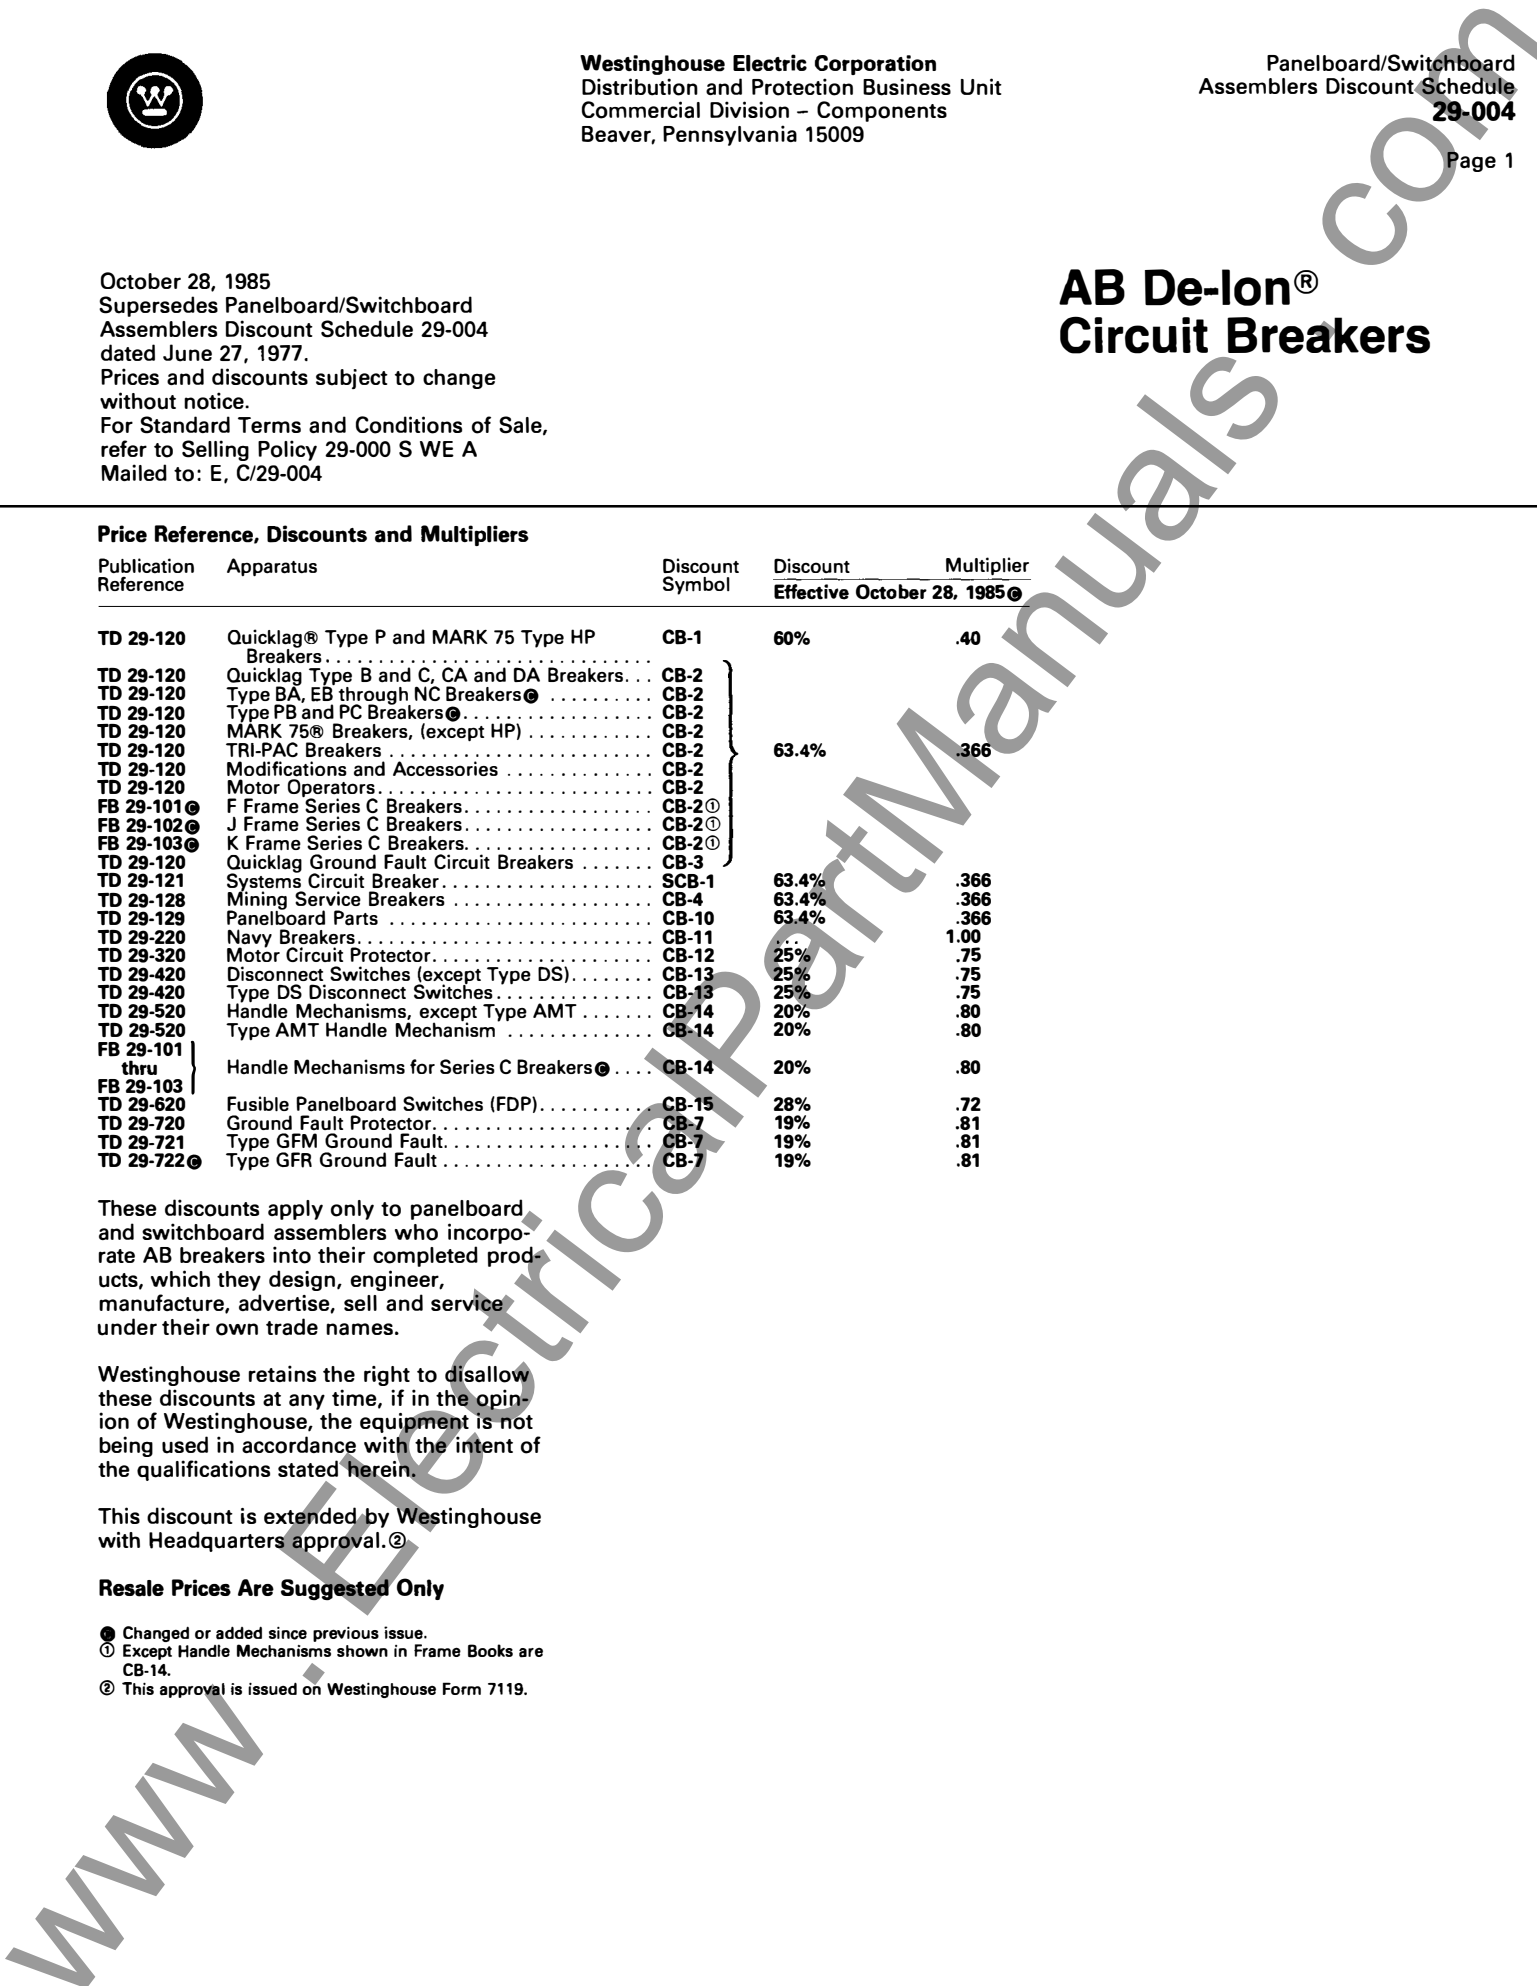 Westinghouse Electric Corporation
Distribution and Protection Business Unit
Commercial Division – Components
Beaver, Pennsylvania 15009
Panelboard/Switchboard
Assemblers Discount Schedule
29-004
Page 1
October 28, 1985
Supersedes Panelboard/Switchboard
Assemblers Discount Schedule 29-004
dated June 27, 1977.
Prices and discounts subject to change
without notice.
For Standard Terms and Conditions of Sale,
refer to Selling Policy 29-000 S WE A
Mailed to: E, C/29-004
AB De-Ion®
Circuit Breakers
Price Reference, Discounts and Multipliers
Publication Reference Apparatus Discount Symbol Discount Multiplier
Effective October 28, 1985🅒
TD 29-120 Quicklag® Type P and MARK 75 Type HP CB-1 60% .40
Breakers...............................
TD 29-120 Quicklag Type B and C, CA and DA Breakers... CB-2
TD 29-120 Type BA, EB through NC Breakers🅒 .......... CB-2
TD 29-120 Type PB and PC Breakers🅒.................. CB-2
TD 29-120 MARK 75® Breakers, (except HP) ............ CB-2
TD 29-120 TRI-PAC Breakers ......................... CB-2 63.4% .366
TD 29-120 Modifications and Accessories .............. CB-2
TD 29-120 Motor Operators.......................... CB-2
FB 29-101🅒 F Frame Series C Breakers.................. CB-2①
FB 29-102🅒 J Frame Series C Breakers.................. CB-2①
FB 29-103🅒 K Frame Series C Breakers.................. CB-2①
TD 29-120 Quicklag Ground Fault Circuit Breakers ....... CB-3
TD 29-121 Systems Circuit Breaker.................... SCB-1 63.4% .366
TD 29-128 Mining Service Breakers ................... CB-4 63.4% .366
TD 29-129 Panelboard Parts ......................... CB-10 63.4% .366
TD 29-220 Navy Breakers............................ CB-11 ... 1.00
TD 29-320 Motor Circuit Protector..................... CB-12 25% .75
TD 29-420 Disconnect Switches (except Type DS)........ CB-13 25% .75
TD 29-420 Type DS Disconnect Switches............... CB-13 25% .75
TD 29-520 Handle Mechanisms, except Type AMT ....... CB-14 20% .80
TD 29-520 Type AMT Handle Mechanism .............. CB-14 20% .80
FB 29-101
thru Handle Mechanisms for Series C Breakers🅒.... CB-14 20% .80
FB 29-103
TD 29-620 Fusible Panelboard Switches (FDP)........... CB-15 28% .72
TD 29-720 Ground Fault Protector..................... CB-7 19% .81
TD 29-721 Type GFM Ground Fault.................... CB-7 19% .81
TD 29-722🅒 Type GFR Ground Fault .................... CB-7 19% .81
These discounts apply only to panelboard
and switchboard assemblers who incorpo-
rate AB breakers into their completed prod-
ucts, which they design, engineer,
manufacture, advertise, sell and service
under their own trade names.
Westinghouse retains the right to disallow
these discounts at any time, if in the opin-
ion of Westinghouse, the equipment is not
being used in accordance with the intent of
the qualifications stated herein.
This discount is extended by Westinghouse
with Headquarters approval.②
Resale Prices Are Suggested Only
🅒 Changed or added since previous issue.
① Except Handle Mechanisms shown in Frame Books are
CB-14.
② This approval is issued on Westinghouse Form 7119.
www . ElectricalPartManuals . com